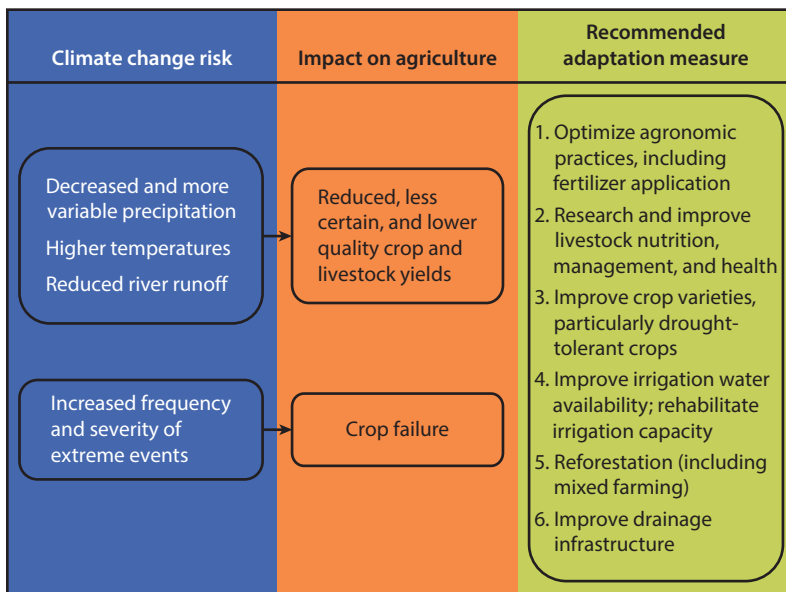 Climate change risk
Impact on agriculture
Recommended
adaptation measure
Decreased and more
variable precipitation
Higher temperatures
Reduced river runoff
Reduced, less
certain, and lower
quality crop and
livestock yields
Increased frequency
and severity of
extreme events
Crop failure
1. Optimize agronomic
practices, including
fertilizer application
2. Research and improve
livestock nutrition,
management, and health
3. Improve crop varieties,
particularly drought-
tolerant crops
4. Improve irrigation water
availability; rehabilitate
irrigation capacity
5. Reforestation (including
mixed farming)
6. Improve drainage
infrastructure